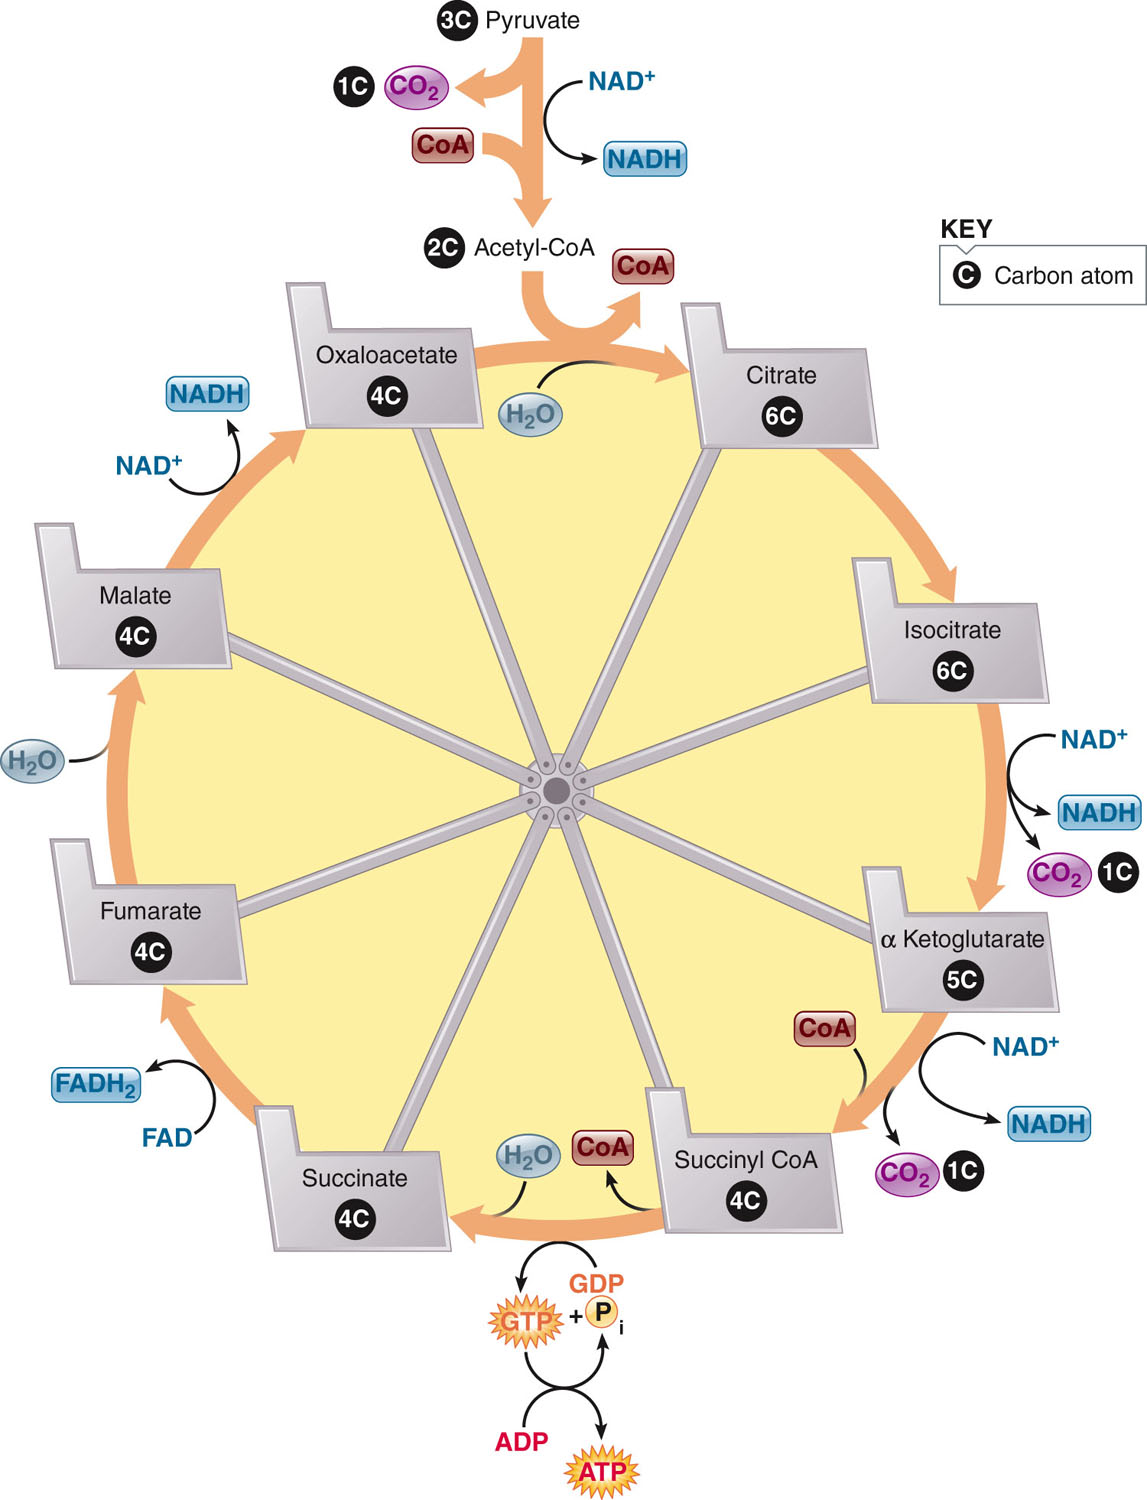 3C Pyruvate
1C CO2
NAD+
CoA
NADH
2C Acetyl-CoA
CoA
KEY
C Carbon atom
Oxaloacetate
4C
H2O
Citrate
6C
Isocitrate
6C
NAD+
NADH
CO2 1C
α Ketoglutarate
5C
CoA
NAD+
NADH
CO2 1C
Succinyl CoA
4C
CoA
H2O
GDP
GTP + Pi
ADP
ATP
Succinate
4C
FAD
FADH2
Fumarate
4C
H2O
Malate
4C
NAD+
NADH